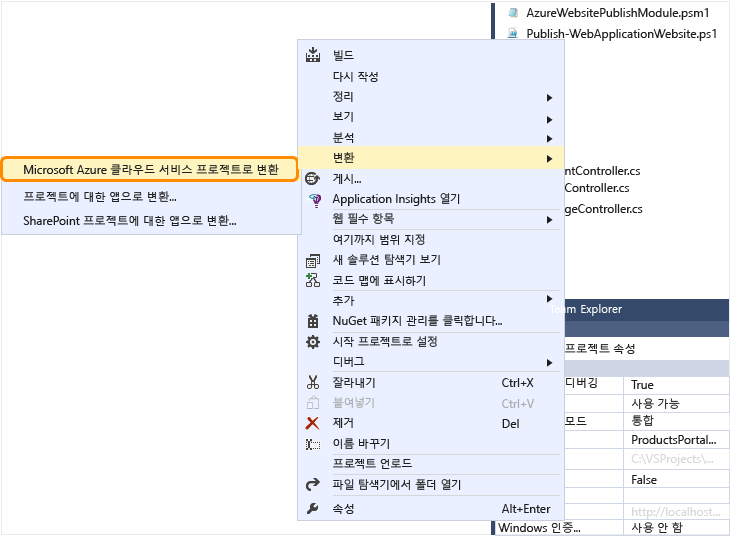 AzureWebsitePublishModule.psm1
Publish-WebApplicationWebsite.ps1
빌드
다시 작성
정리
보기
분석
변환
Microsoft Azure 클라우드 서비스 프로젝트로 변환
프로젝트에 대한 앱으로 변환...
SharePoint 프로젝트에 대한 앱으로 변환...
게시...
Application Insights 열기
웹 필수 항목
여기까지 범위 지정
새 솔루션 탐색기 보기
코드 맵에 표시하기
추가
NuGet 패키지 관리를 클릭합니다...
시작 프로젝트로 설정
디버그
잘라내기 Ctrl+X
붙여넣기 Ctrl+V
제거 Del
이름 바꾸기
프로젝트 언로드
파일 탐색기에서 폴더 열기
속성 Alt+Enter
ntController.cs
Controller.cs
geController.cs
Team Explorer
프로젝트 속성
디버깅 True
사용 가능
모드 통합
ProductsPortal...
C:\VSProjects\...
False
http://localhost...
Windows 인증... 사용 안 함